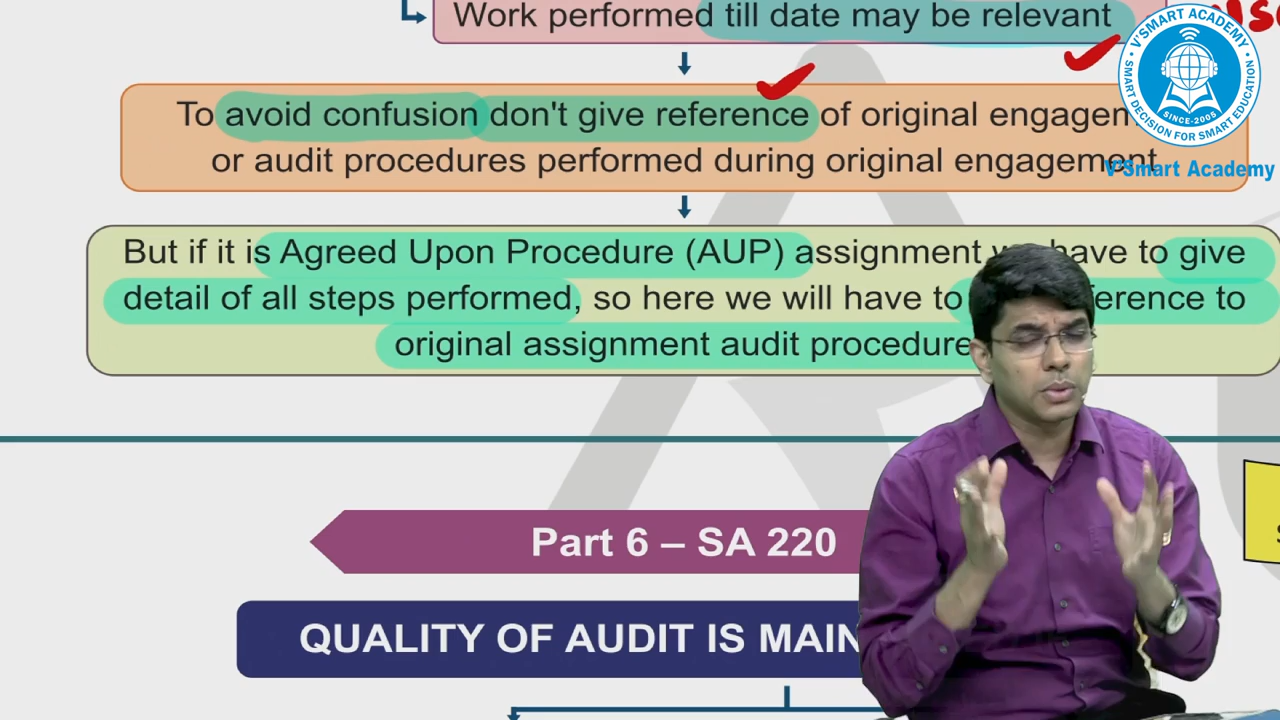 Work performed till date may be relevant
To avoid confusion don't give reference of original
or audit procedures performed during original engagement
But if it is Agreed Upon Procedure (AUP) assignment have to give
detail of all steps performed, so here we will have to to
original assignment audit procedure
Part 6 – SA 220
QUALITY OF AUDIT IS
V'SMART ACADEMY
SMART DECISION FOR SMART EDUCATION
SINCE-2005
V'Smart Academy